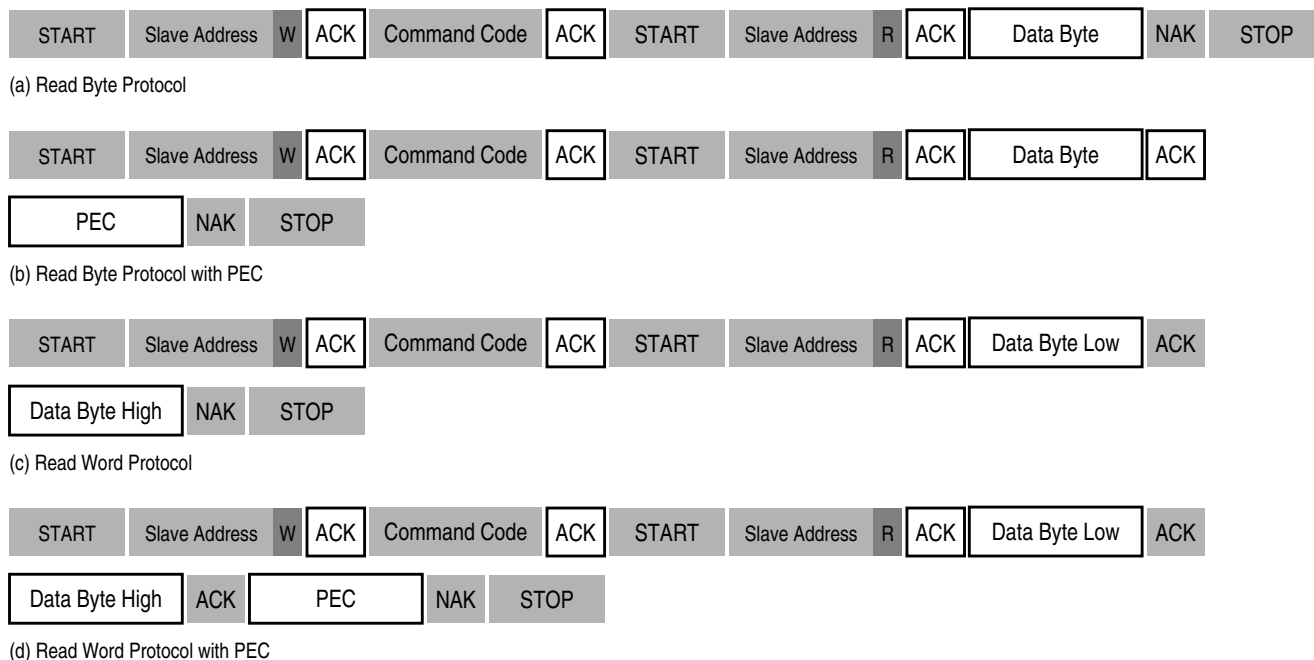 START Slave Address W ACK Command Code ACK START Slave Address R ACK Data Byte NAK STOP
(a) Read Byte Protocol
START Slave Address W ACK Command Code ACK START Slave Address R ACK Data Byte ACK
PEC NAK STOP
(b) Read Byte Protocol with PEC
START Slave Address W ACK Command Code ACK START Slave Address R ACK Data Byte Low ACK
Data Byte High NAK STOP
(c) Read Word Protocol
START Slave Address W ACK Command Code ACK START Slave Address R ACK Data Byte Low ACK
Data Byte High ACK PEC NAK STOP
(d) Read Word Protocol with PEC